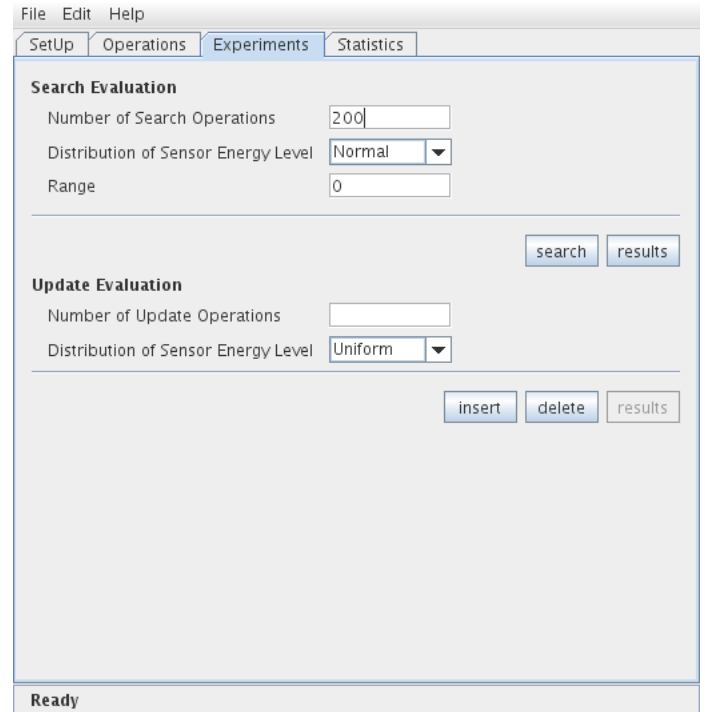 File Edit Help
SetUp Operations Experiments Statistics
Search Evaluation
Number of Search Operations 200
Distribution of Sensor Energy Level Normal
Range 0
search results
Update Evaluation
Number of Update Operations
Distribution of Sensor Energy Level Uniform
insert delete results
Ready